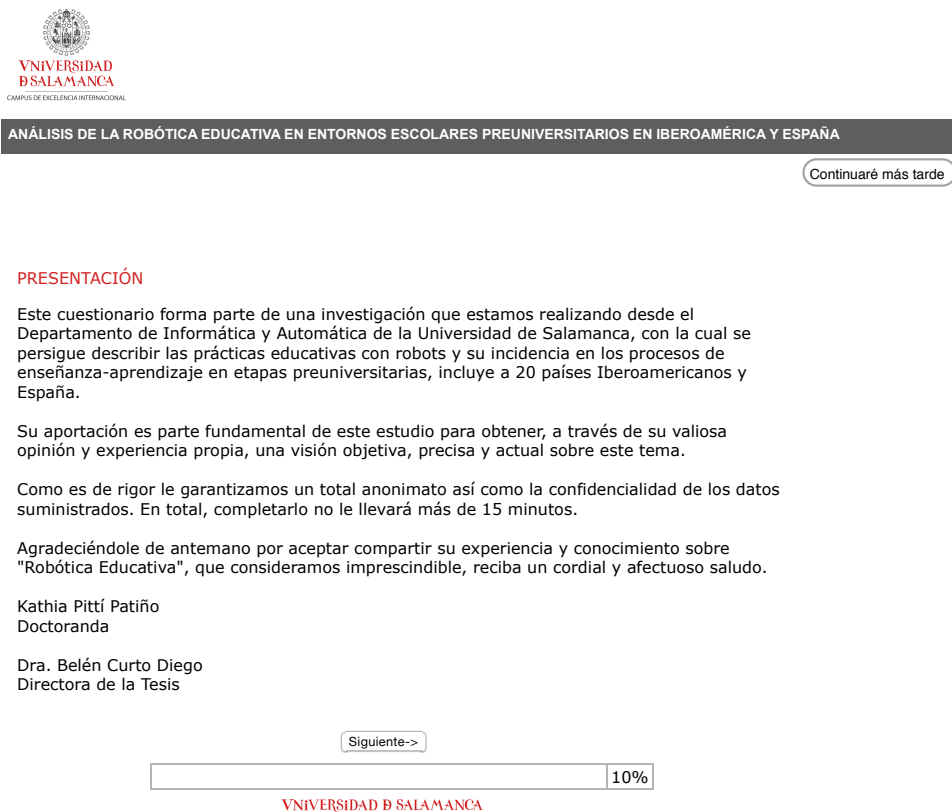 VNiVERSiDAD
D SALAMANCA
CAMPUS DE EXCELENCIA INTERNACIONAL
ANÁLISIS DE LA ROBÓTICA EDUCATIVA EN ENTORNOS ESCOLARES PREUNIVERSITARIOS EN IBEROAMÉRICA Y ESPAÑA
Continuaré más tarde
PRESENTACIÓN
Este cuestionario forma parte de una investigación que estamos realizando desde el
Departamento de Informática y Automática de la Universidad de Salamanca, con la cual se
persigue describir las prácticas educativas con robots y su incidencia en los procesos de
enseñanza-aprendizaje en etapas preuniversitarias, incluye a 20 países Iberoamericanos y
España.
Su aportación es parte fundamental de este estudio para obtener, a través de su valiosa
opinión y experiencia propia, una visión objetiva, precisa y actual sobre este tema.
Como es de rigor le garantizamos un total anonimato así como la confidencialidad de los datos
suministrados. En total, completarlo no le llevará más de 15 minutos.
Agradeciéndole de antemano por aceptar compartir su experiencia y conocimiento sobre
"Robótica Educativa", que consideramos imprescindible, reciba un cordial y afectuoso saludo.
Kathia Pittí Patiño
Doctoranda
Dra. Belén Curto Diego
Directora de la Tesis
Siguiente->
10%
VNiVERSiDAD D SALAMANCA